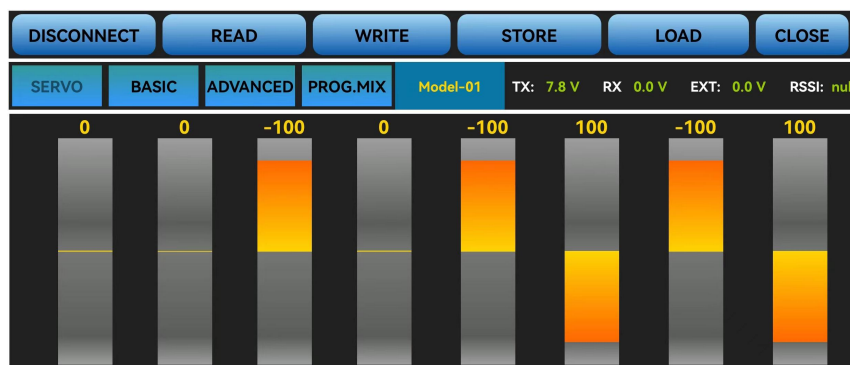 DISCONNECT READ WRITE STORE LOAD CLOSE
SERVO BASIC ADVANCED PROG.MIX Model-01 TX: 7.8 V RX 0.0 V EXT: 0.0 V RSSI: nul
0 0 -100 0 -100 100 -100 100